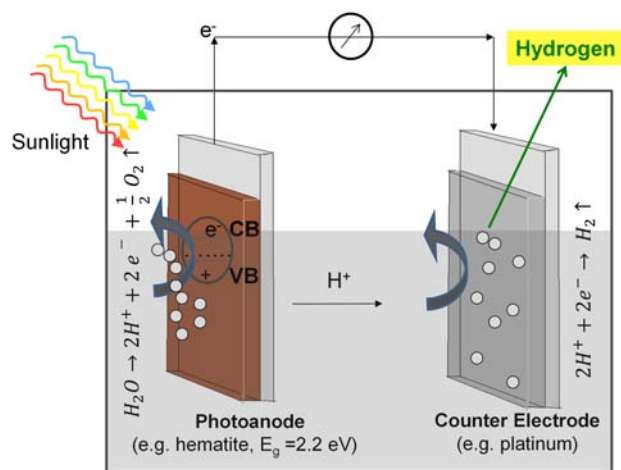 e-
Hydrogen
Sunlight
H₂O → 2H⁺ + 2 e⁻ + 1/2 O₂ ↑
e- CB
+ VB
H⁺
2H⁺ + 2e⁻ → H₂ ↑
Photoanode
(e.g. hematite, E_g =2.2 eV)
Counter Electrode
(e.g. platinum)